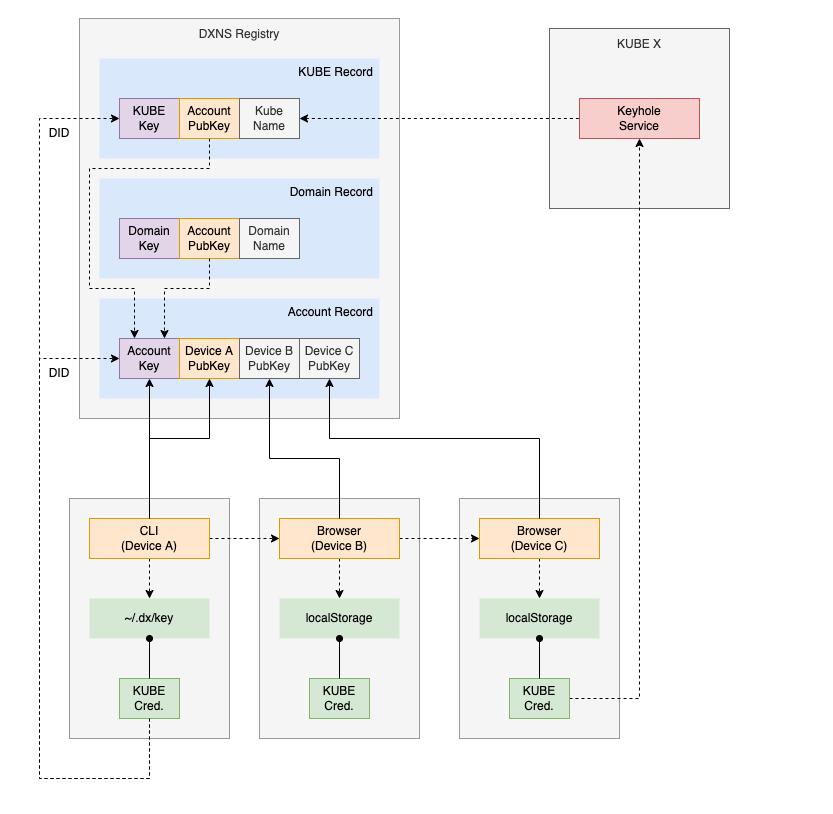 DXNS Registry
KUBE X
KUBE Record
KUBE
Key
Account
PubKey
Kube
Name
Keyhole
Service
DID
Domain Record
Domain
Key
Account
PubKey
Domain
Name
Account Record
Account
Key
Device A
PubKey
Device B
PubKey
Device C
PubKey
DID
CLI
(Device A)
Browser
(Device B)
Browser
(Device C)
~/.dx/key
localStorage
localStorage
KUBE
Cred.
KUBE
Cred.
KUBE
Cred.